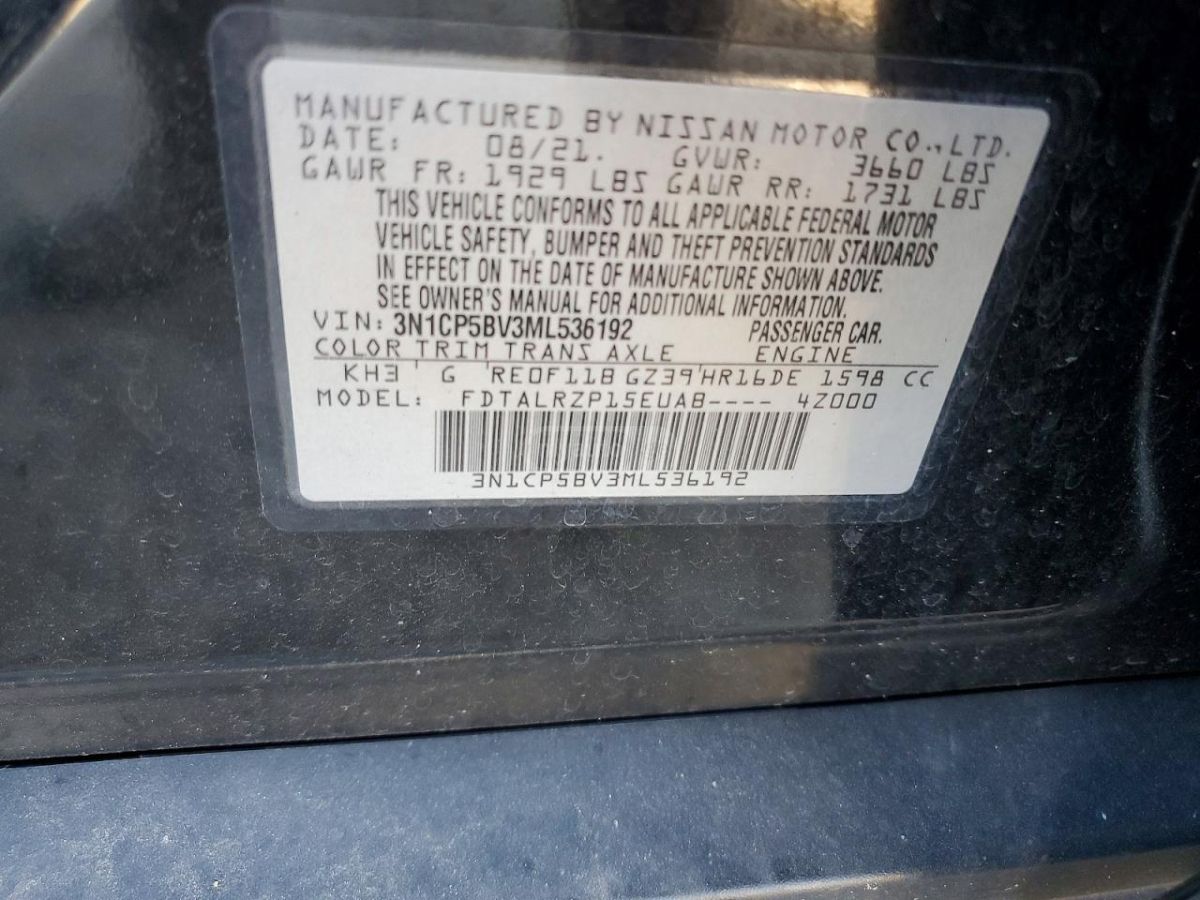 MANUFACTURED BY NISSAN MOTOR CO., LTD.
DATE: 08/21. GVWR: 3660 LBS
GAWR FR: 1929 LBS GAWR RR: 1731 LBS
THIS VEHICLE CONFORMS TO ALL APPLICABLE FEDERAL MOTOR
VEHICLE SAFETY, BUMPER AND THEFT PREVENTION STANDARDS
IN EFFECT ON THE DATE OF MANUFACTURE SHOWN ABOVE.
SEE OWNER'S MANUAL FOR ADDITIONAL INFORMATION.
VIN: 3N1CP5BV3ML536192 PASSENGER CAR.
COLOR TRIM TRANS AXLE ENGINE
KH3 G RE0F11B GZ39 HR16DE 1598 CC
MODEL: FDTALRZP15EUAB---- 4Z000
3N1CP5BV3ML536192